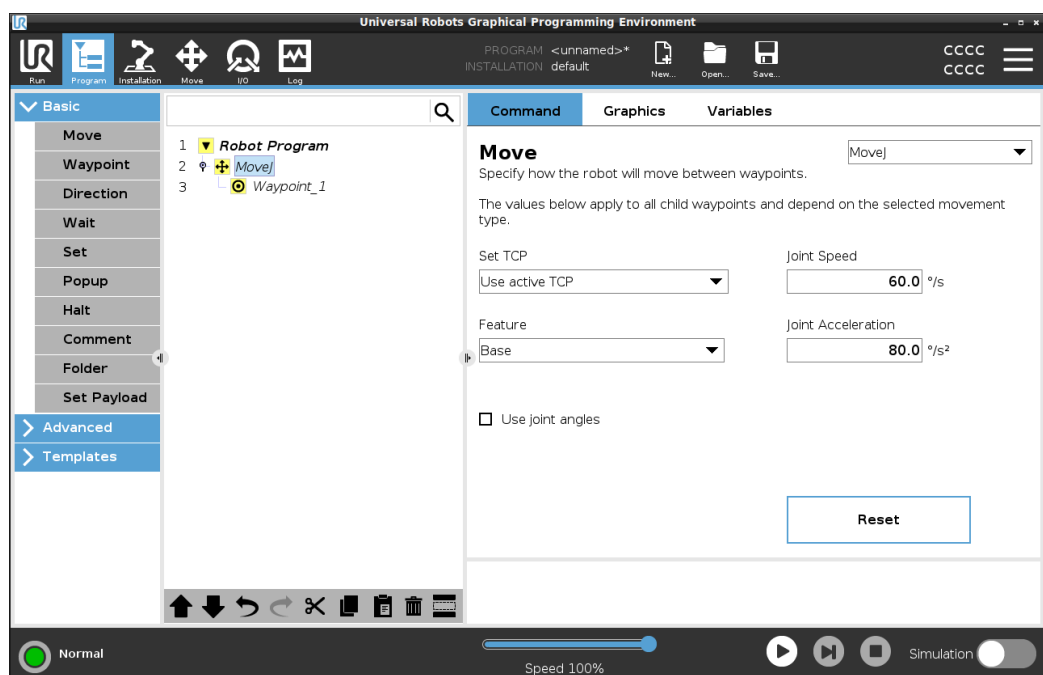 Universal Robots Graphical Programming Environment
UR
Run
Program
Installation
Move
I/O
Log
PROGRAM <unnamed>*
INSTALLATION default
New...
Open...
Save...
CCCC
CCCC
Basic
Move
Waypoint
Direction
Wait
Set
Popup
Halt
Comment
Folder
Set Payload
Advanced
Templates
1 Robot Program
2 MoveJ
3 Waypoint_1
Command Graphics Variables
Move
MoveJ
Specify how the robot will move between waypoints.
The values below apply to all child waypoints and depend on the selected movement
type.
Set TCP
Joint Speed
Use active TCP
60.0 °/s
Feature
Joint Acceleration
Base
80.0 °/s²
Use joint angles
Reset
Normal
Speed 100%
Simulation